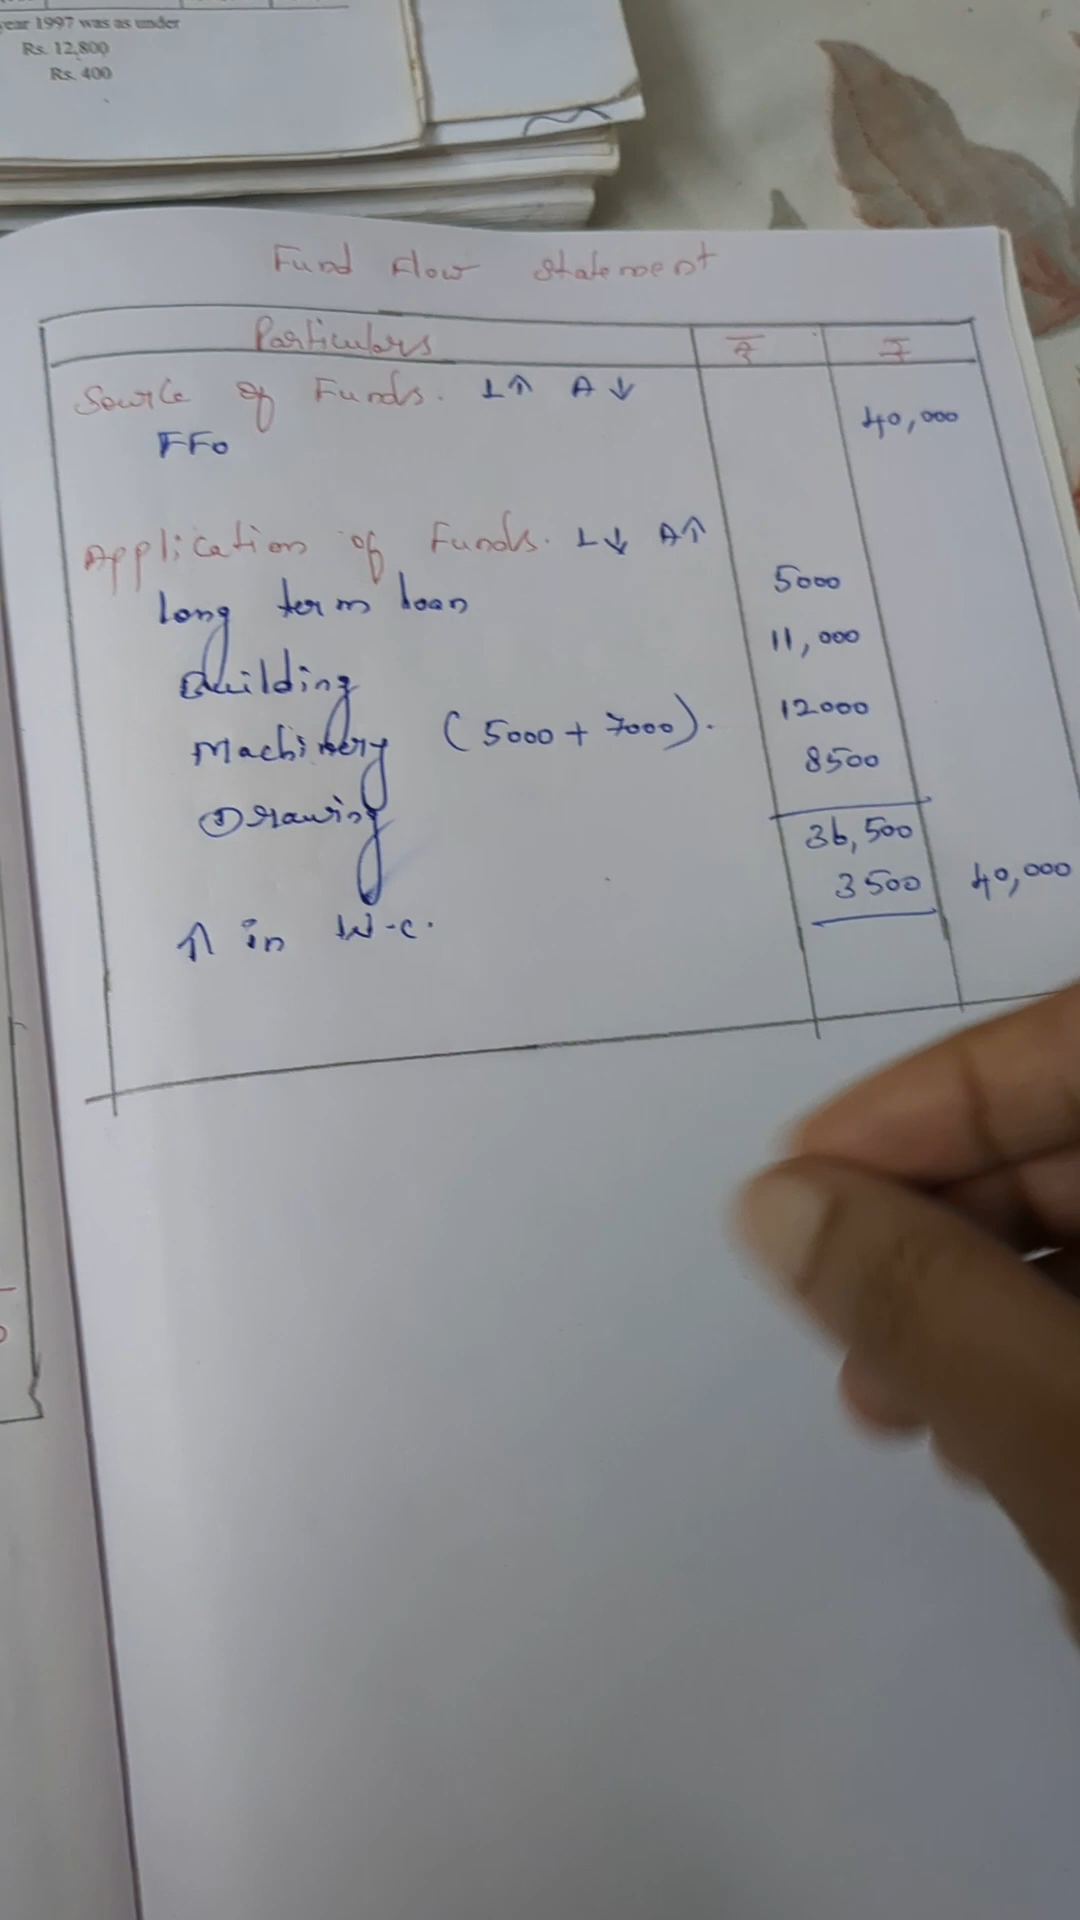 year 1997 was as under
Rs. 12,800
Rs. 400
Fund Flow Statement
Particulars ₹ ₹
Source of Funds. L↑ A↓
FFO 40,000
Application of Funds. L↓ A↑
Long term loan 5000
Building 11,000
Machinery (5000 + 7000). 12000
Drawing 8500
36,500
↑ in W.C. 3500 40,000